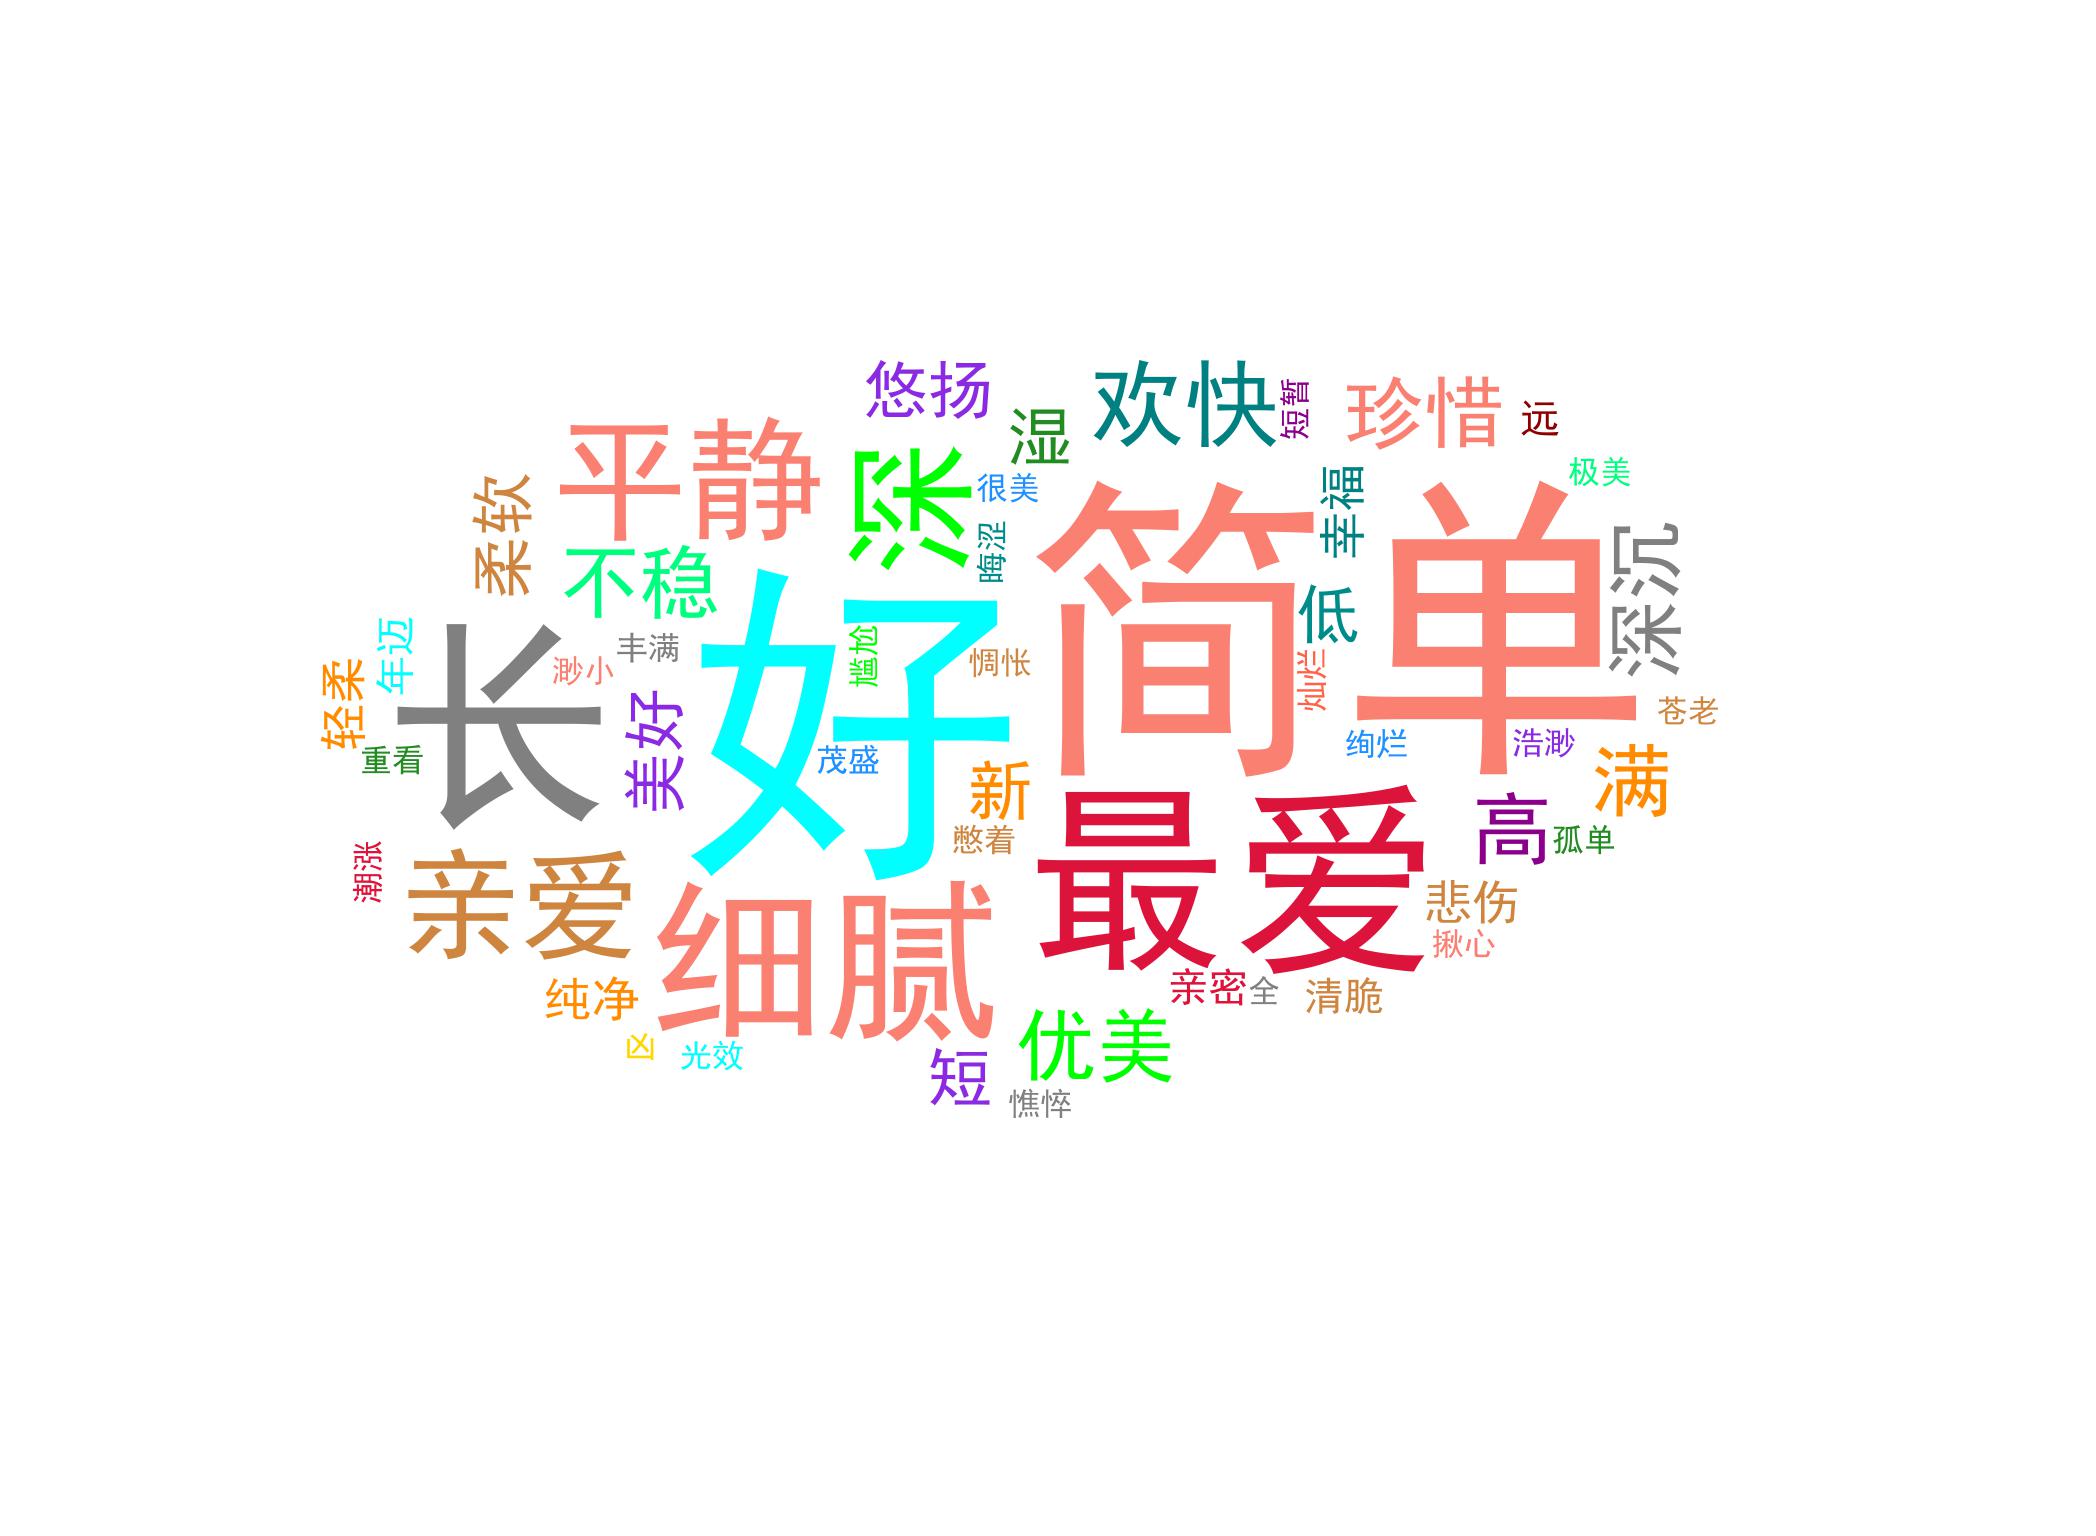 悠扬
欢快
短暂
珍惜
远
湿
平静
深
很美
极美
柔软
幸福
简单
深沉
不稳
晦涩
好
低
年迈
长
丰满
渺小
尴尬
惆怅
灿烂
轻柔
美好
苍老
重看
茂盛
绚烂
浩渺
新
满
最爱
高
憋着
孤单
潮涨
亲爱
细腻
悲伤
揪心
纯净
亲密
全
清脆
凶
光效
优美
短
憔悴